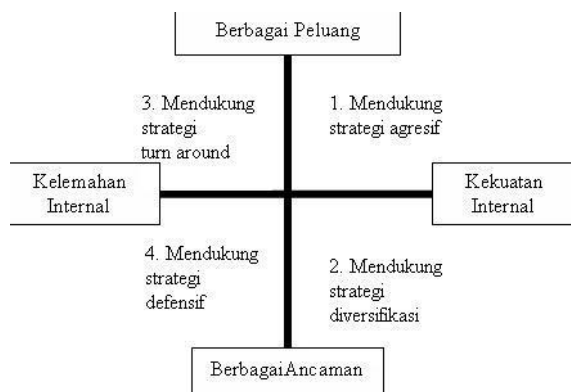 Berbagai Peluang
3. Mendukung
strategi
turn around
1. Mendukung
strategi agresif
Kelemahan
Internal
Kekuatan
Internal
4. Mendukung
strategi
defensif
2. Mendukung
strategi
diversifikasi
BerbagaiAncaman